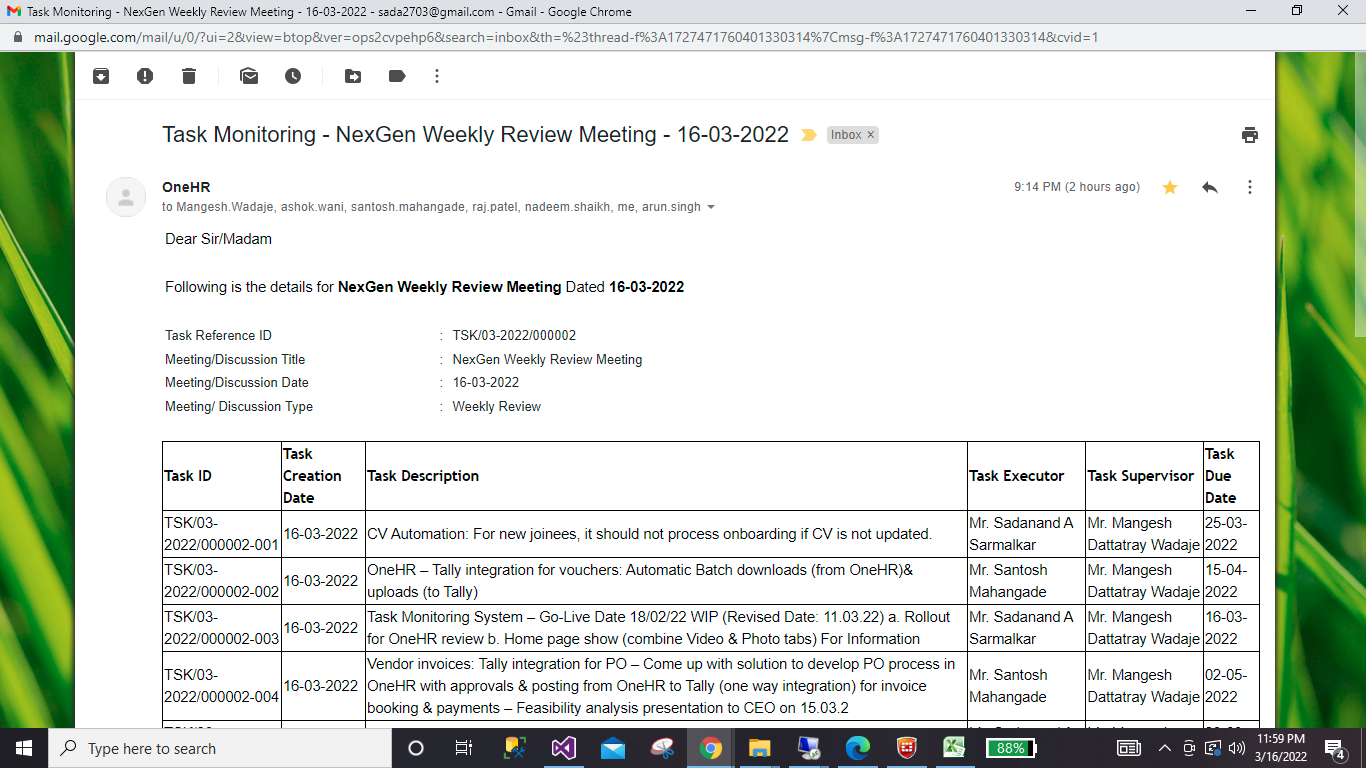 Task Monitoring - NexGen Weekly Review Meeting - 16-03-2022 - sada2703@gmail.com - Gmail - Google Chrome
mail.google.com/mail/u/0/?ui=2&view=btop&ver=ops2cvpehp6&search=inbox&th=%23thread-f%3A1727471760401330314%7Cmsg-f%3A1727471760401330314&cvid=1
Task Monitoring - NexGen Weekly Review Meeting - 16-03-2022 Inbox x
OneHR 9:14 PM (2 hours ago)
to Mangesh.Wadaje, ashok.wani, santosh.mahangade, raj.patel, nadeem.shaikh, me, arun.singh
Dear Sir/Madam
Following is the details for NexGen Weekly Review Meeting Dated 16-03-2022
Task Reference ID : TSK/03-2022/000002
Meeting/Discussion Title : NexGen Weekly Review Meeting
Meeting/Discussion Date : 16-03-2022
Meeting/ Discussion Type : Weekly Review
Task ID
Task
Creation
Date
Task Description
Task Executor
Task Supervisor
Task
Due
Date
TSK/03-
2022/000002-001
16-03-2022
CV Automation: For new joinees, it should not process onboarding if CV is not updated.
Mr. Sadanand A
Sarmalkar
Mr. Mangesh
Dattatray Wadaje
25-03-
2022
TSK/03-
2022/000002-002
16-03-2022
OneHR – Tally integration for vouchers: Automatic Batch downloads (from OneHR)&
uploads (to Tally)
Mr. Santosh
Mahangade
Mr. Mangesh
Dattatray Wadaje
15-04-
2022
TSK/03-
2022/000002-003
16-03-2022
Task Monitoring System – Go-Live Date 18/02/22 WIP (Revised Date: 11.03.22) a. Rollout
for OneHR review b. Home page show (combine Video & Photo tabs) For Information
Mr. Sadanand A
Sarmalkar
Mr. Mangesh
Dattatray Wadaje
16-03-
2022
TSK/03-
2022/000002-004
16-03-2022
Vendor invoices: Tally integration for PO – Come up with solution to develop PO process in
OneHR with approvals & posting from OneHR to Tally (one way integration) for invoice
booking & payments – Feasibility analysis presentation to CEO on 15.03.2
Mr. Santosh
Mahangade
Mr. Mangesh
Dattatray Wadaje
02-05-
2022
Type here to search
88%
11:59 PM
3/16/2022
4